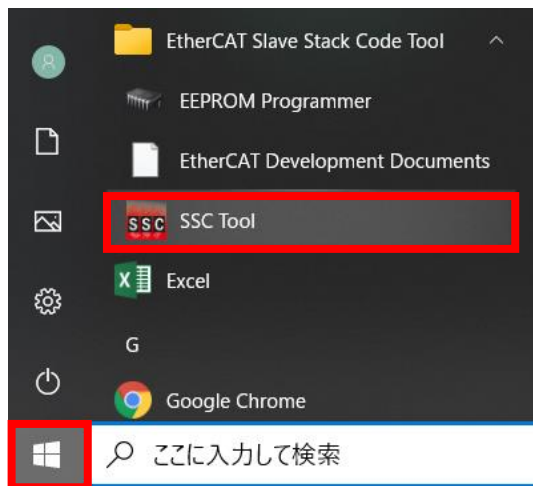 EtherCAT Slave Stack Code Tool
EEPROM Programmer
EtherCAT Development Documents
SSC
SSC Tool
Excel
G
Google Chrome
ここに入力して検索